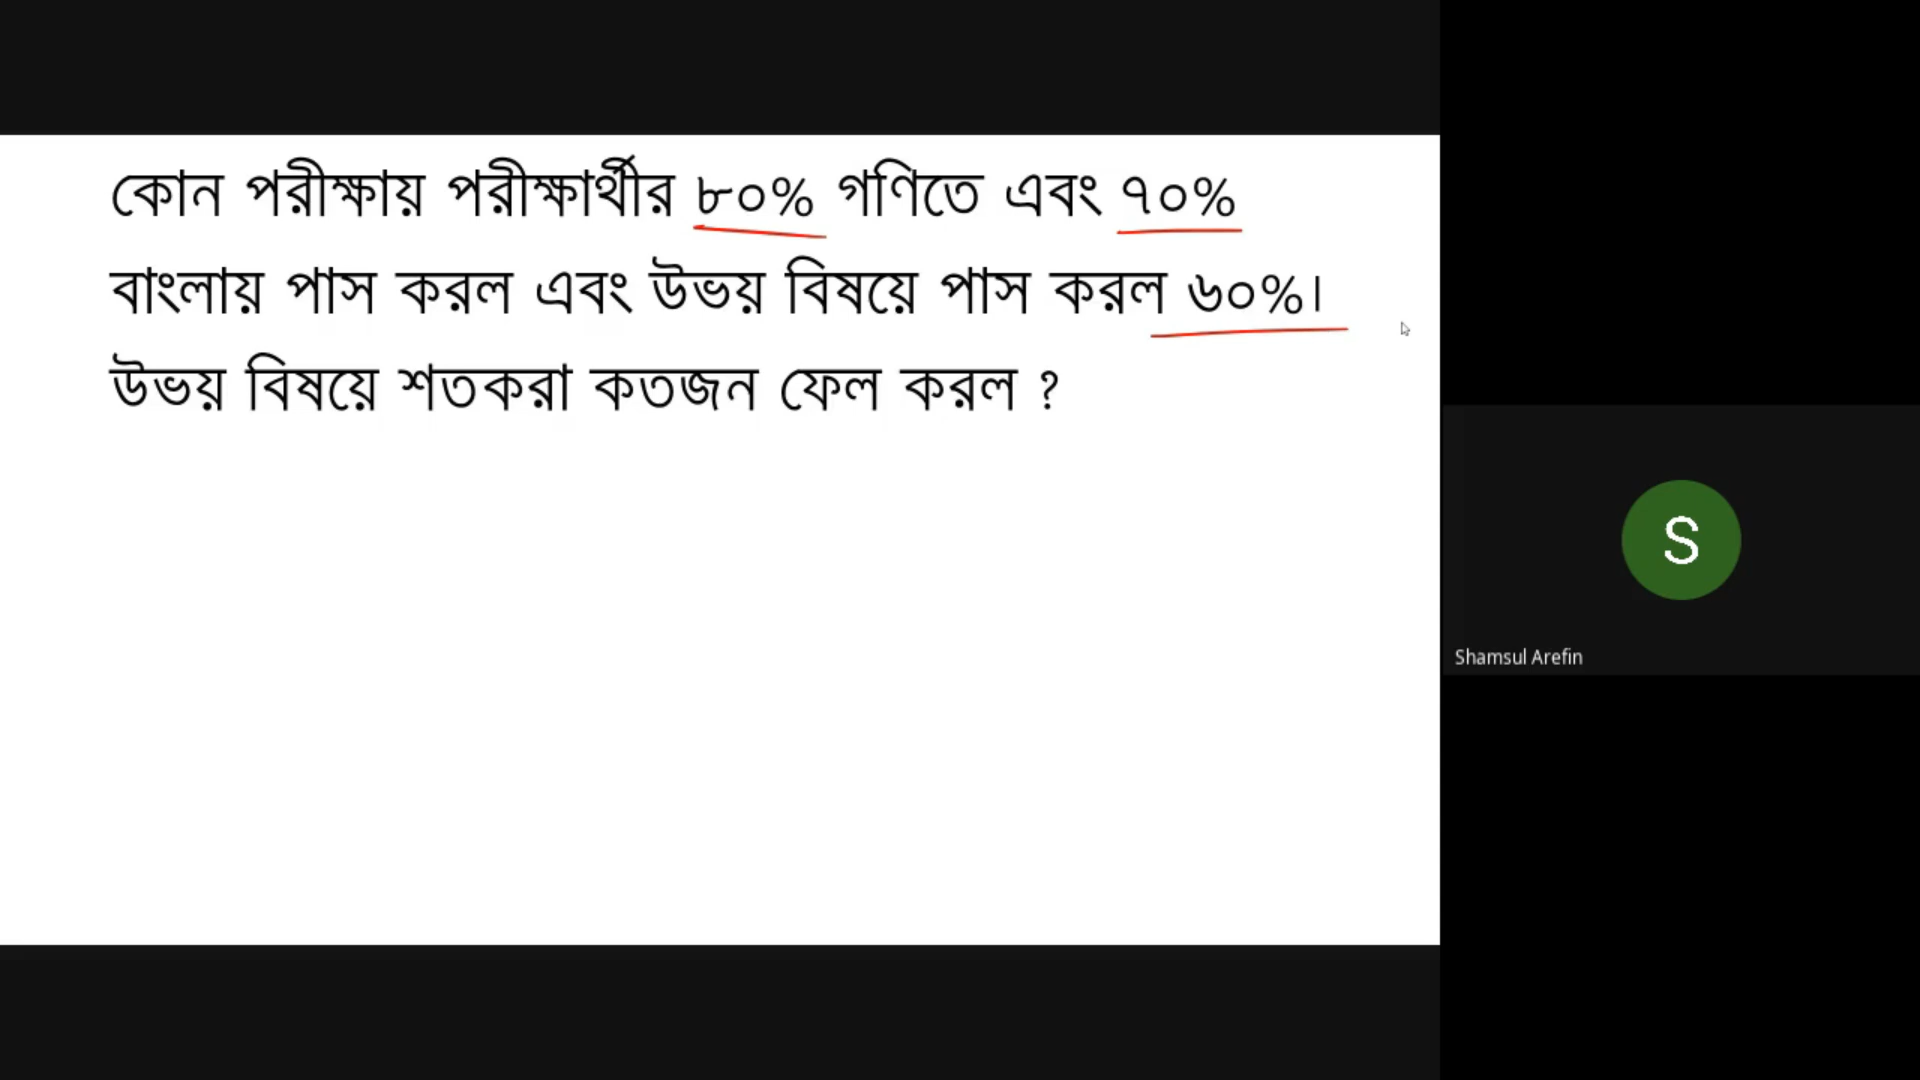 কোন পরীক্ষায় পরীক্ষার্থীর ৮০% গণিতে এবং ৭০%
বাংলায় পাস করল এবং উভয় বিষয়ে পাস করল ৬০%।
উভয় বিষয়ে শতকরা কতজন ফেল করল ?
S
Shamsul Arefin